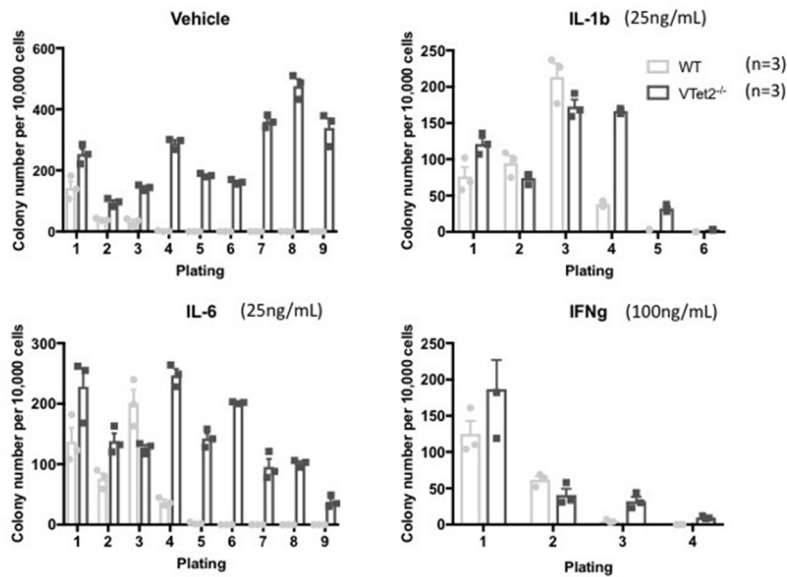 Vehicle
Colony number per 10,000 cells
600
400
200
0
1 2 3 4 5 6 7 8 9
Plating
IL-1b (25ng/mL)
Colony number per 10,000 cells
250
200
150
100
50
0
1 2 3 4 5 6
Plating
WT (n=3)
VTet2-/- (n=3)
IL-6 (25ng/mL)
Colony number per 10,000 cells
300
200
100
0
1 2 3 4 5 6 7 8 9
Plating
IFNg (100ng/mL)
Colony number per 10,000 cells
250
200
150
100
50
0
1 2 3 4
Plating